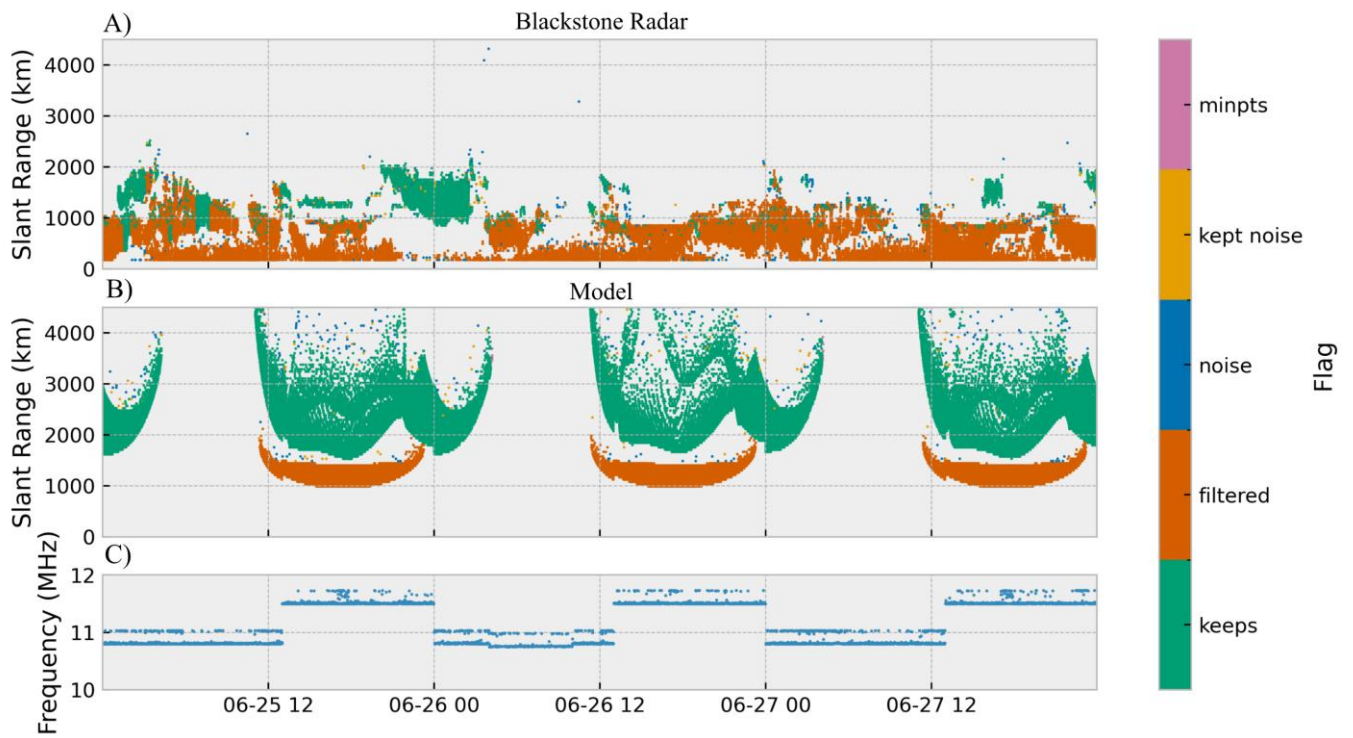 A)
Blackstone Radar
Slant Range (km)
4000
3000
2000
1000
0
B)
Model
Slant Range (km)
4000
3000
2000
1000
0
C)
Frequency (MHz)
12
11
10
06-25 12
06-26 00
06-26 12
06-27 00
06-27 12
minpts
kept noise
noise
filtered
keeps
Flag